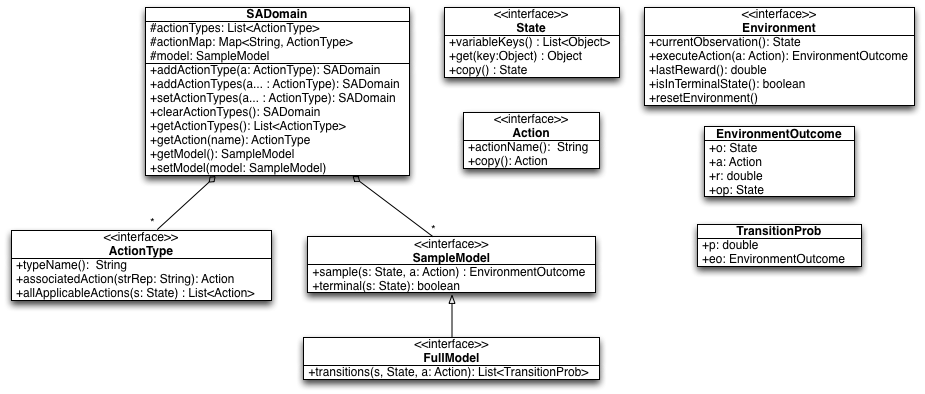 SADomain
#actionTypes: List<ActionType>
#actionMap: Map<String, ActionType>
#model: SampleModel
+addActionType(a: ActionType): SADomain
+addActionTypes(a... : ActionType): SADomain
+setActionTypes(a... : ActionType): SADomain
+clearActionTypes(): SADomain
+getActionTypes(): List<ActionType>
+getAction(name): ActionType
+getModel(): SampleModel
+setModel(model: SampleModel)
<<interface>>
State
+variableKeys() : List<Object>
+get(key:Object) : Object
+copy() : State
<<interface>>
Environment
+currentObservation(): State
+executeAction(a: Action): EnvironmentOutcome
+lastReward(): double
+isInTerminalState(): boolean
+resetEnvironment()
<<interface>>
Action
+actionName(): String
+copy(): Action
EnvironmentOutcome
+o: State
+a: Action
+r: double
+op: State
TransitionProb
+p: double
+eo: EnvironmentOutcome
*
*
<<interface>>
ActionType
+typeName(): String
+associatedAction(strRep: String): Action
+allApplicableActions(s: State) : List<Action>
<<interface>>
SampleModel
+sample(s: State, a: Action) : EnvironmentOutcome
+terminal(s: State): boolean
<<interface>>
FullModel
+transitions(s, State, a: Action): List<TransitionProb>